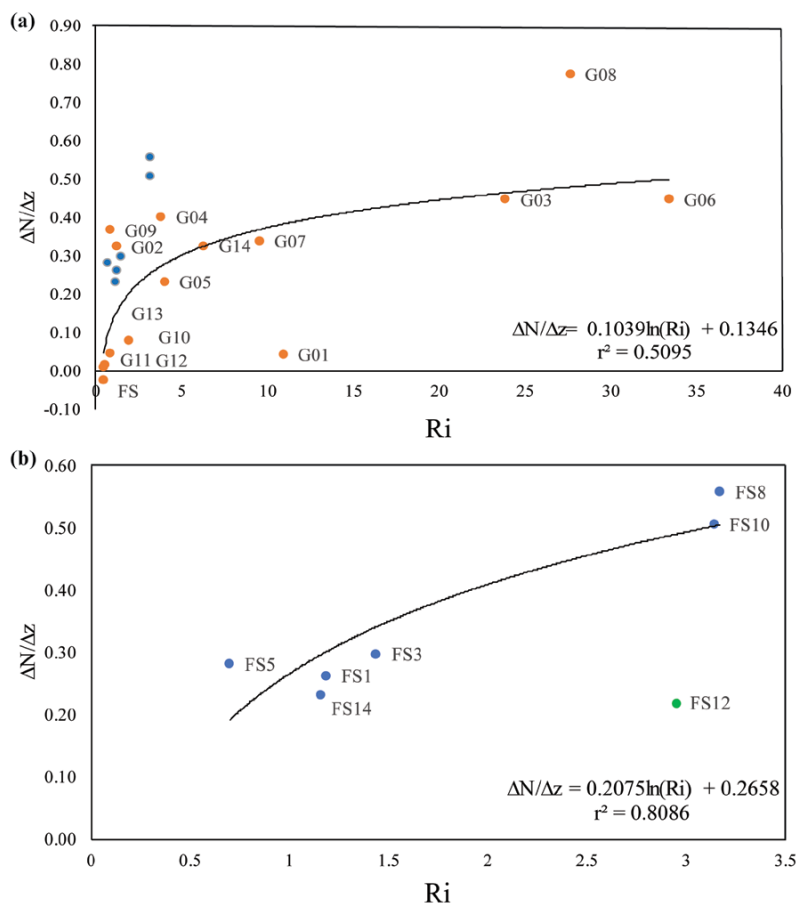 (a)
0.90
0.80
G08
0.70
0.60
0.50
G03
G06
0.40
G04
G09
G02
G14
G07
0.30
G05
0.20
G13
0.10
G10
G01
G11
G12
0.00
FS
-0.10
ΔN/Δz
ΔN/Δz= 0.1039ln(Ri) + 0.1346
r² = 0.5095
0 5 10 15 20 25 30 35 40
Ri
(b)
0.60
FS8
FS10
0.50
0.40
0.30
FS5
FS3
FS1
FS14
FS12
0.20
0.10
0.00
ΔN/Δz
ΔN/Δz = 0.2075ln(Ri) + 0.2658
r² = 0.8086
0 0.5 1 1.5 2 2.5 3 3.5
Ri